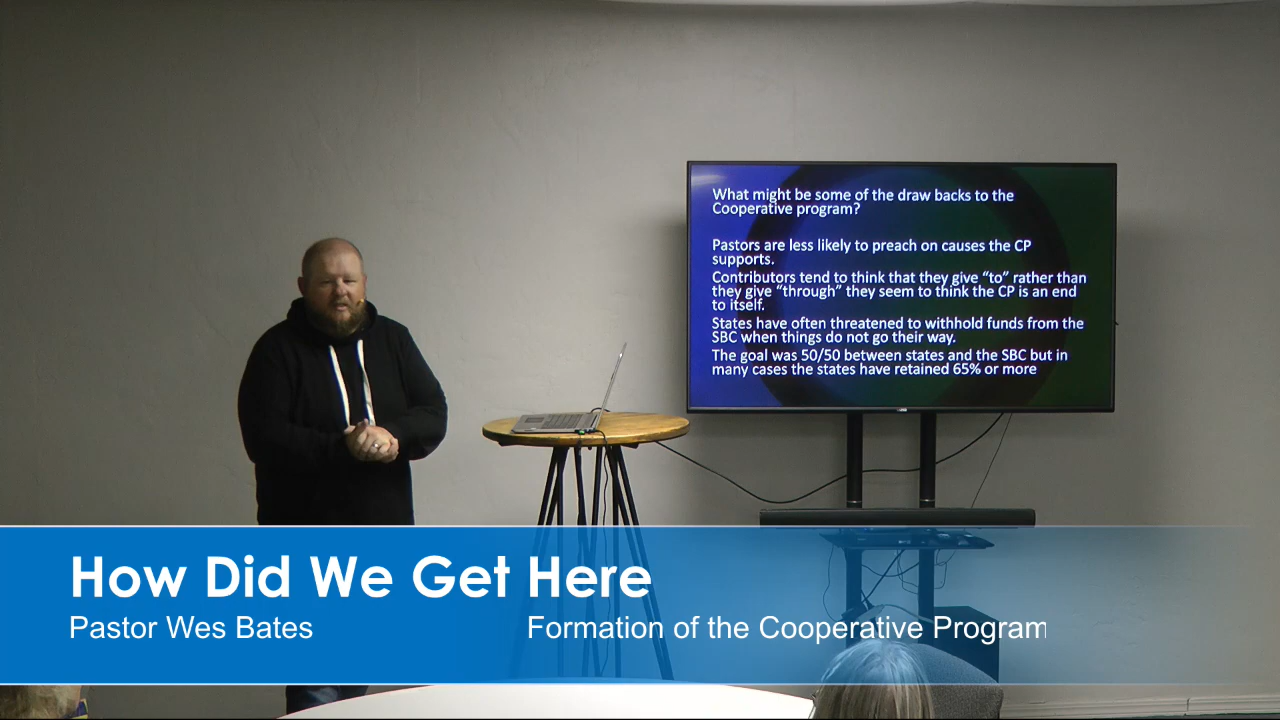 What might be some of the draw backs to the
Cooperative program?
Pastors are less likely to preach on causes the CP
supports.
Contributors tend to think that they give “to” rather than
they give “through” they seem to think the CP is an end
to itself.
States have often threatened to withhold funds from the
SBC when things do not go their way.
The goal was 50/50 between states and the SBC but in
many cases the states have retained 65% or more
How Did We Get Here
Pastor Wes Bates
Formation of the Cooperative Program